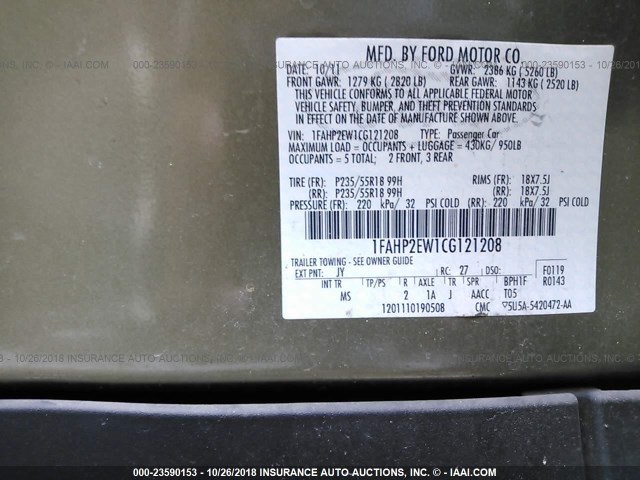 MFD. BY FORD MOTOR CO
DATE: 10/11 GVWR: 2386 KG ( 5260 LB)
FRONT GAWR: 1279 KG ( 2820 LB) REAR GAWR: 1143 KG ( 2520 LB)
THIS VEHICLE CONFORMS TO ALL APPLICABLE FEDERAL MOTOR
VEHICLE SAFETY, BUMPER, AND THEFT PREVENTION STANDARDS
IN EFFECT ON THE DATE OF MANUFACTURE SHOWN ABOVE
VIN: 1FAHP2EW1CG121208 TYPE: Passenger Car
MAXIMUM LOAD = OCCUPANTS + LUGGAGE = 430KG/ 950LB
OCCUPANTS = 5 TOTAL; 2 FRONT, 3 REAR
TIRE (FR): P235/55R18 99H RIMS (FR): 18X7.5J
(RR): P235/55R18 99H (RR): 18X7.5J
PRESSURE (FR): 220 kPa/ 32 PSI COLD (RR): 220 kPa/ 32 PSI COLD
1FAHP2EW1CG121208
TRAILER TOWING - SEE OWNER GUIDE
EXT PNT: JY RC: 27 DSO: F0119
INT TR TP/PS R AXLE TR SPR BPH1F R0143
MS 2 1A J AACC T05
1201110190508 CMC ▽5U5A-5420472-AA
000-23590153 - 10/26/2018 INSURANCE AUTO AUCTIONS © - IAAI.COM